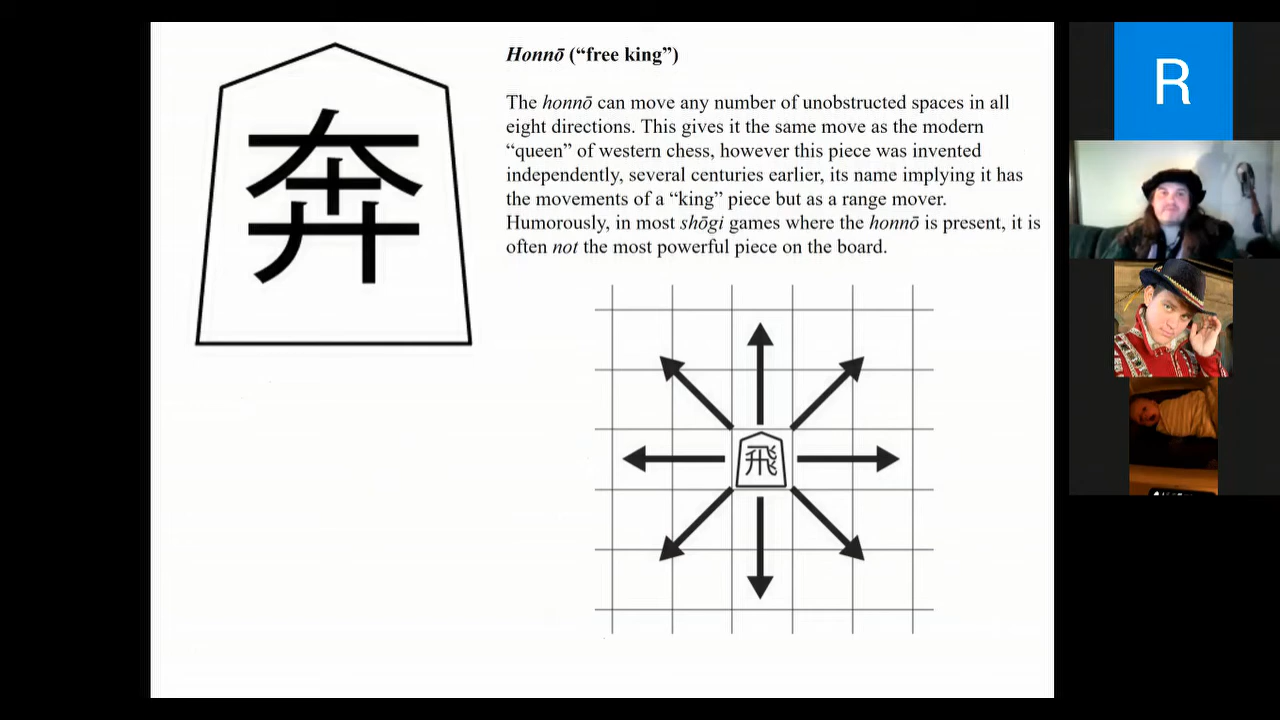 奔
Honnō (“free king”)
The honnō can move any number of unobstructed spaces in all
eight directions. This gives it the same move as the modern
“queen” of western chess, however this piece was invented
independently, several centuries earlier, its name implying it has
the movements of a “king” piece but as a range mover.
Humorously, in most shōgi games where the honnō is present, it is
often not the most powerful piece on the board.
飛
R